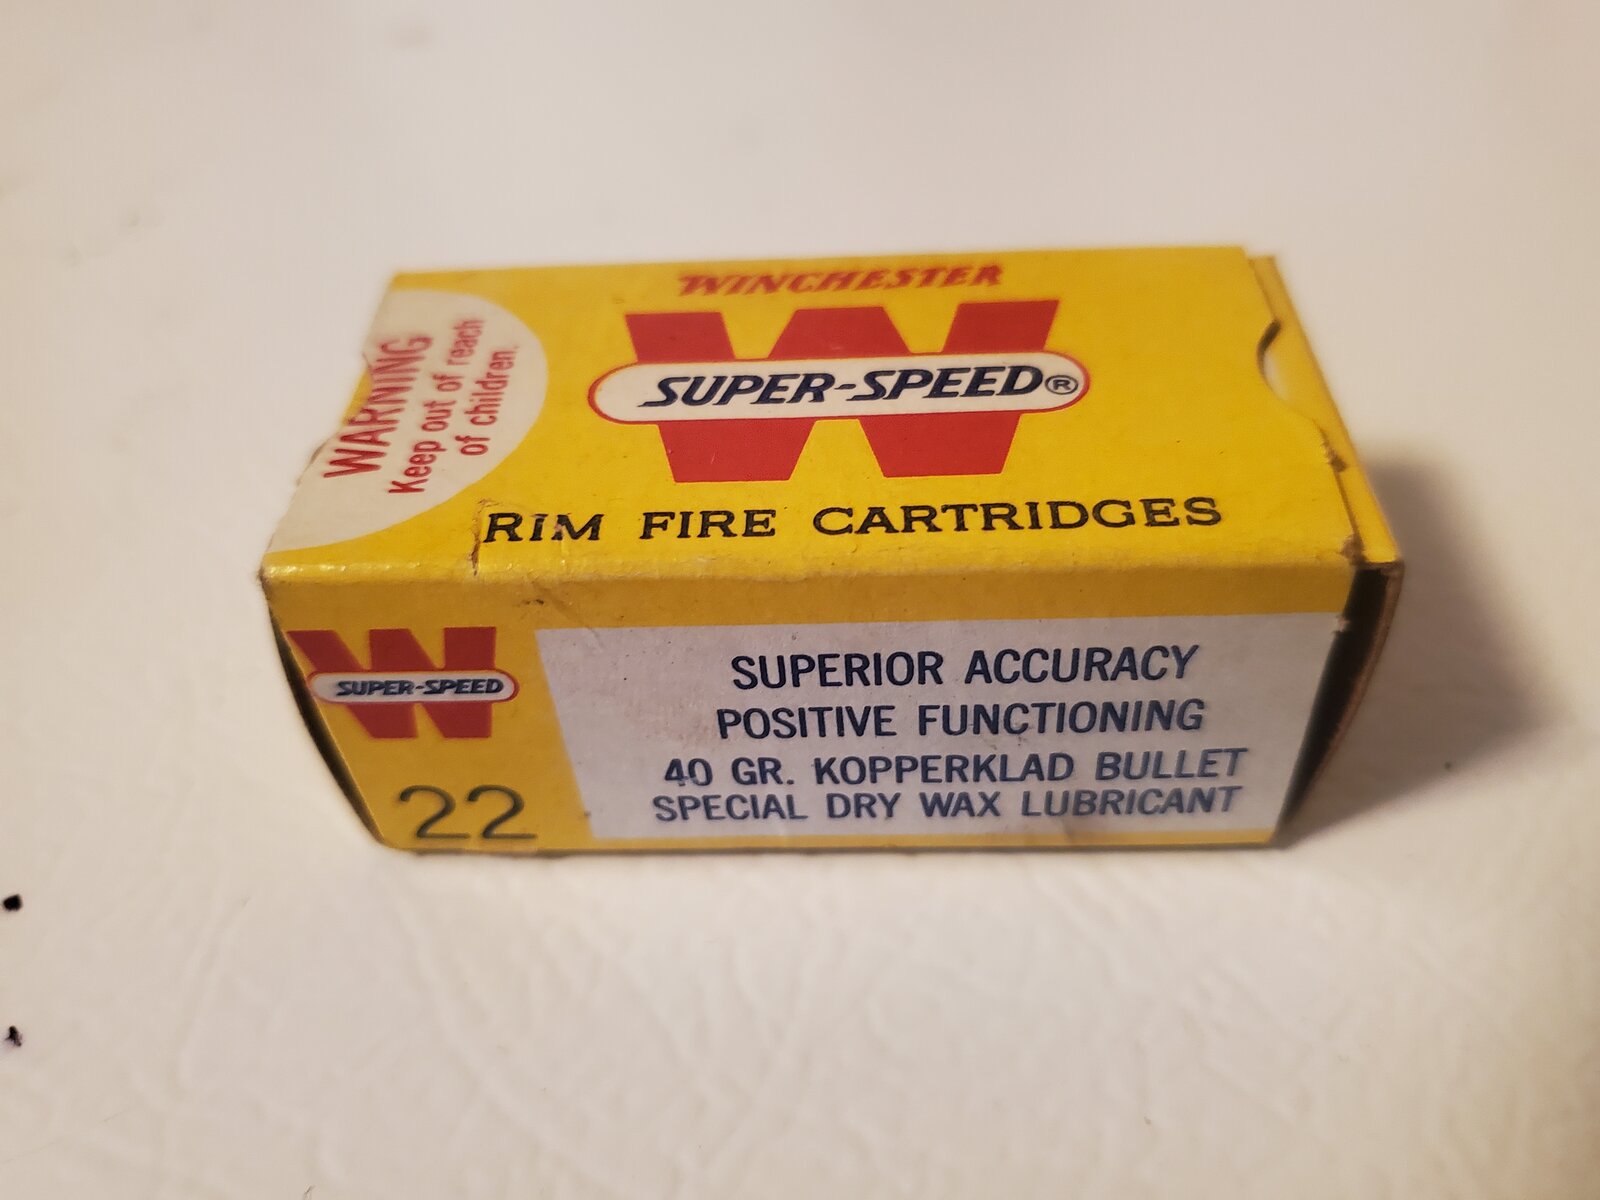 WARNING
Keep out of reach
of children.
WINCHESTER
W
SUPER-SPEED®
RIM FIRE CARTRIDGES
W
SUPER-SPEED
22
SUPERIOR ACCURACY
POSITIVE FUNCTIONING
40 GR. KOPPERKLAD BULLET
SPECIAL DRY WAX LUBRICANT